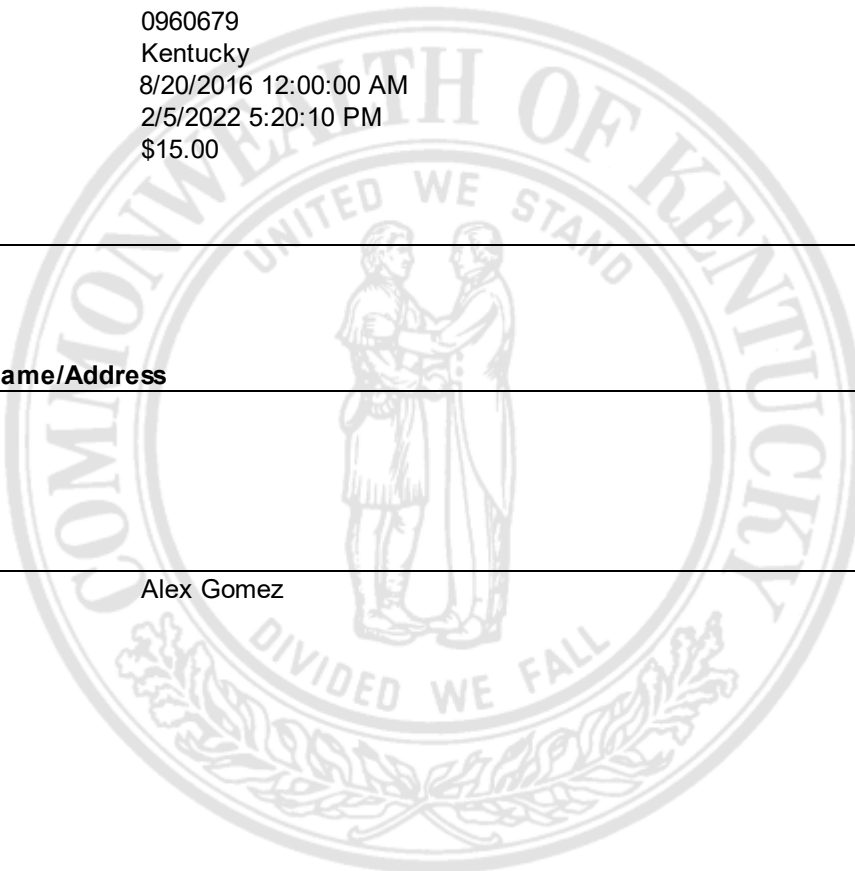 0960679
Kentucky
8/20/2016 12:00:00 AM
2/5/2022 5:20:10 PM
$15.00
COMMONWEALTH OF KENTUCKY
UNITED WE STAND
ame/Address
Alex Gomez
DIVIDED WE FALL